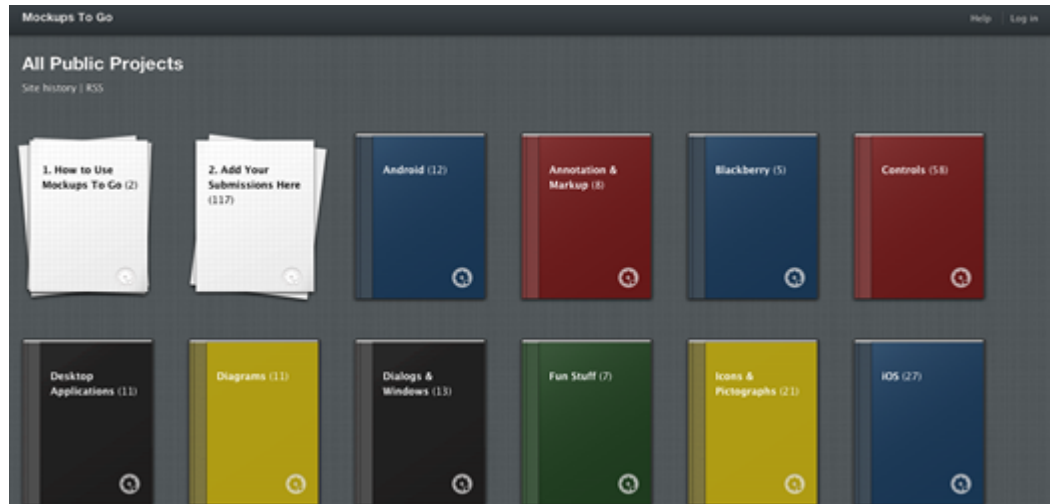 Mockups To Go
Help | Log in
All Public Projects
Site history | RSS
1. How to Use
Mockups To Go (2)
2. Add Your
Submissions Here
(117)
Android (12)
Annotation &
Markup (8)
Blackberry (5)
Controls (58)
Desktop
Applications (11)
Diagrams (11)
Dialogs &
Windows (13)
Fun Stuff (7)
Icons &
Pictographs (21)
iOS (27)